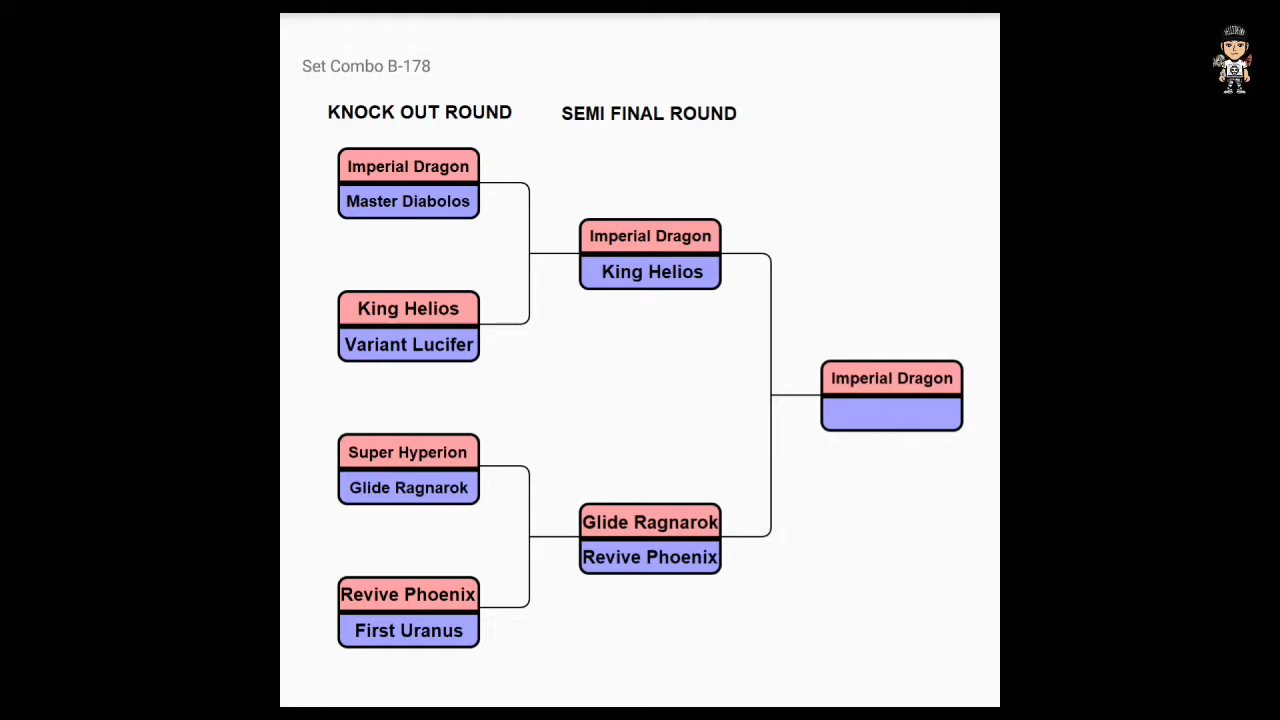 Set Combo B-178
KNOCK OUT ROUND
SEMI FINAL ROUND
Imperial Dragon
Master Diabolos
King Helios
Variant Lucifer
Super Hyperion
Glide Ragnarok
Revive Phoenix
First Uranus
Imperial Dragon
King Helios
Glide Ragnarok
Revive Phoenix
Imperial Dragon